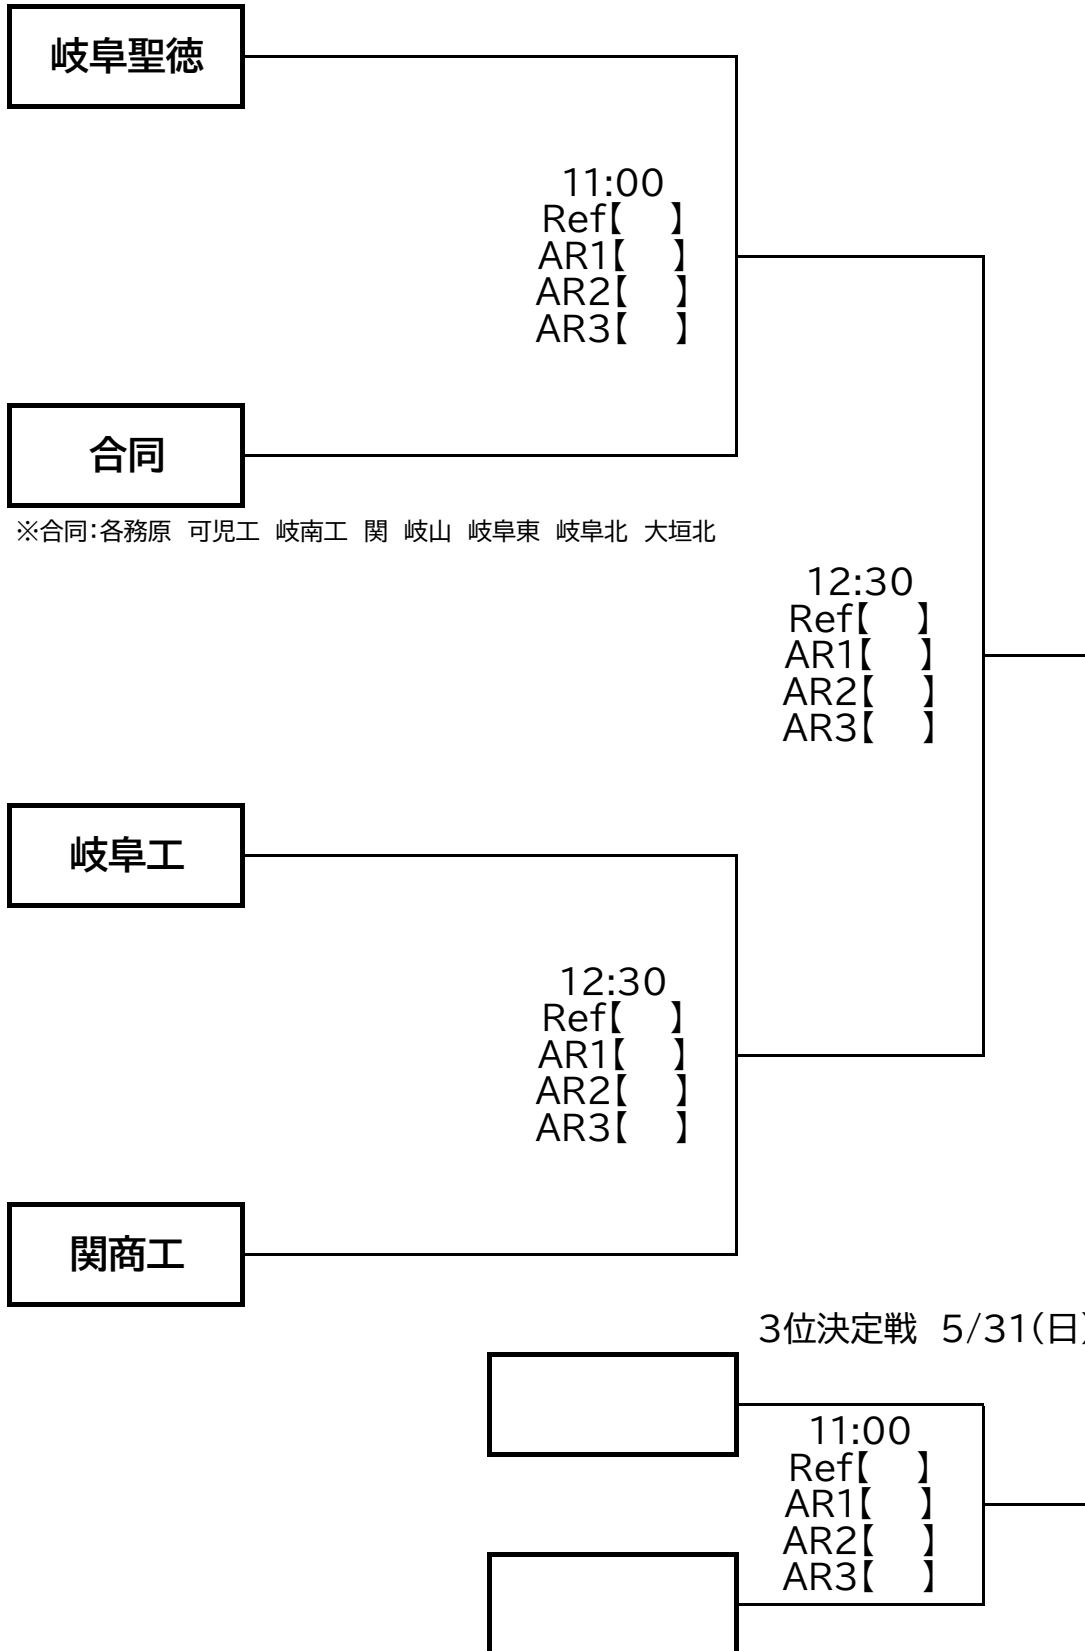 岐阜聖徳
11:00
Ref【　】
AR1【　】
AR2【　】
AR3【　】
合同
※合同：各務原　可児工　岐南工　関　岐山　岐阜東　岐阜北　大垣北
12:30
Ref【　】
AR1【　】
AR2【　】
AR3【　】
岐阜工
12:30
Ref【　】
AR1【　】
AR2【　】
AR3【　】
関商工
3位決定戦　5/31(日)
11:00
Ref【　】
AR1【　】
AR2【　】
AR3【　】